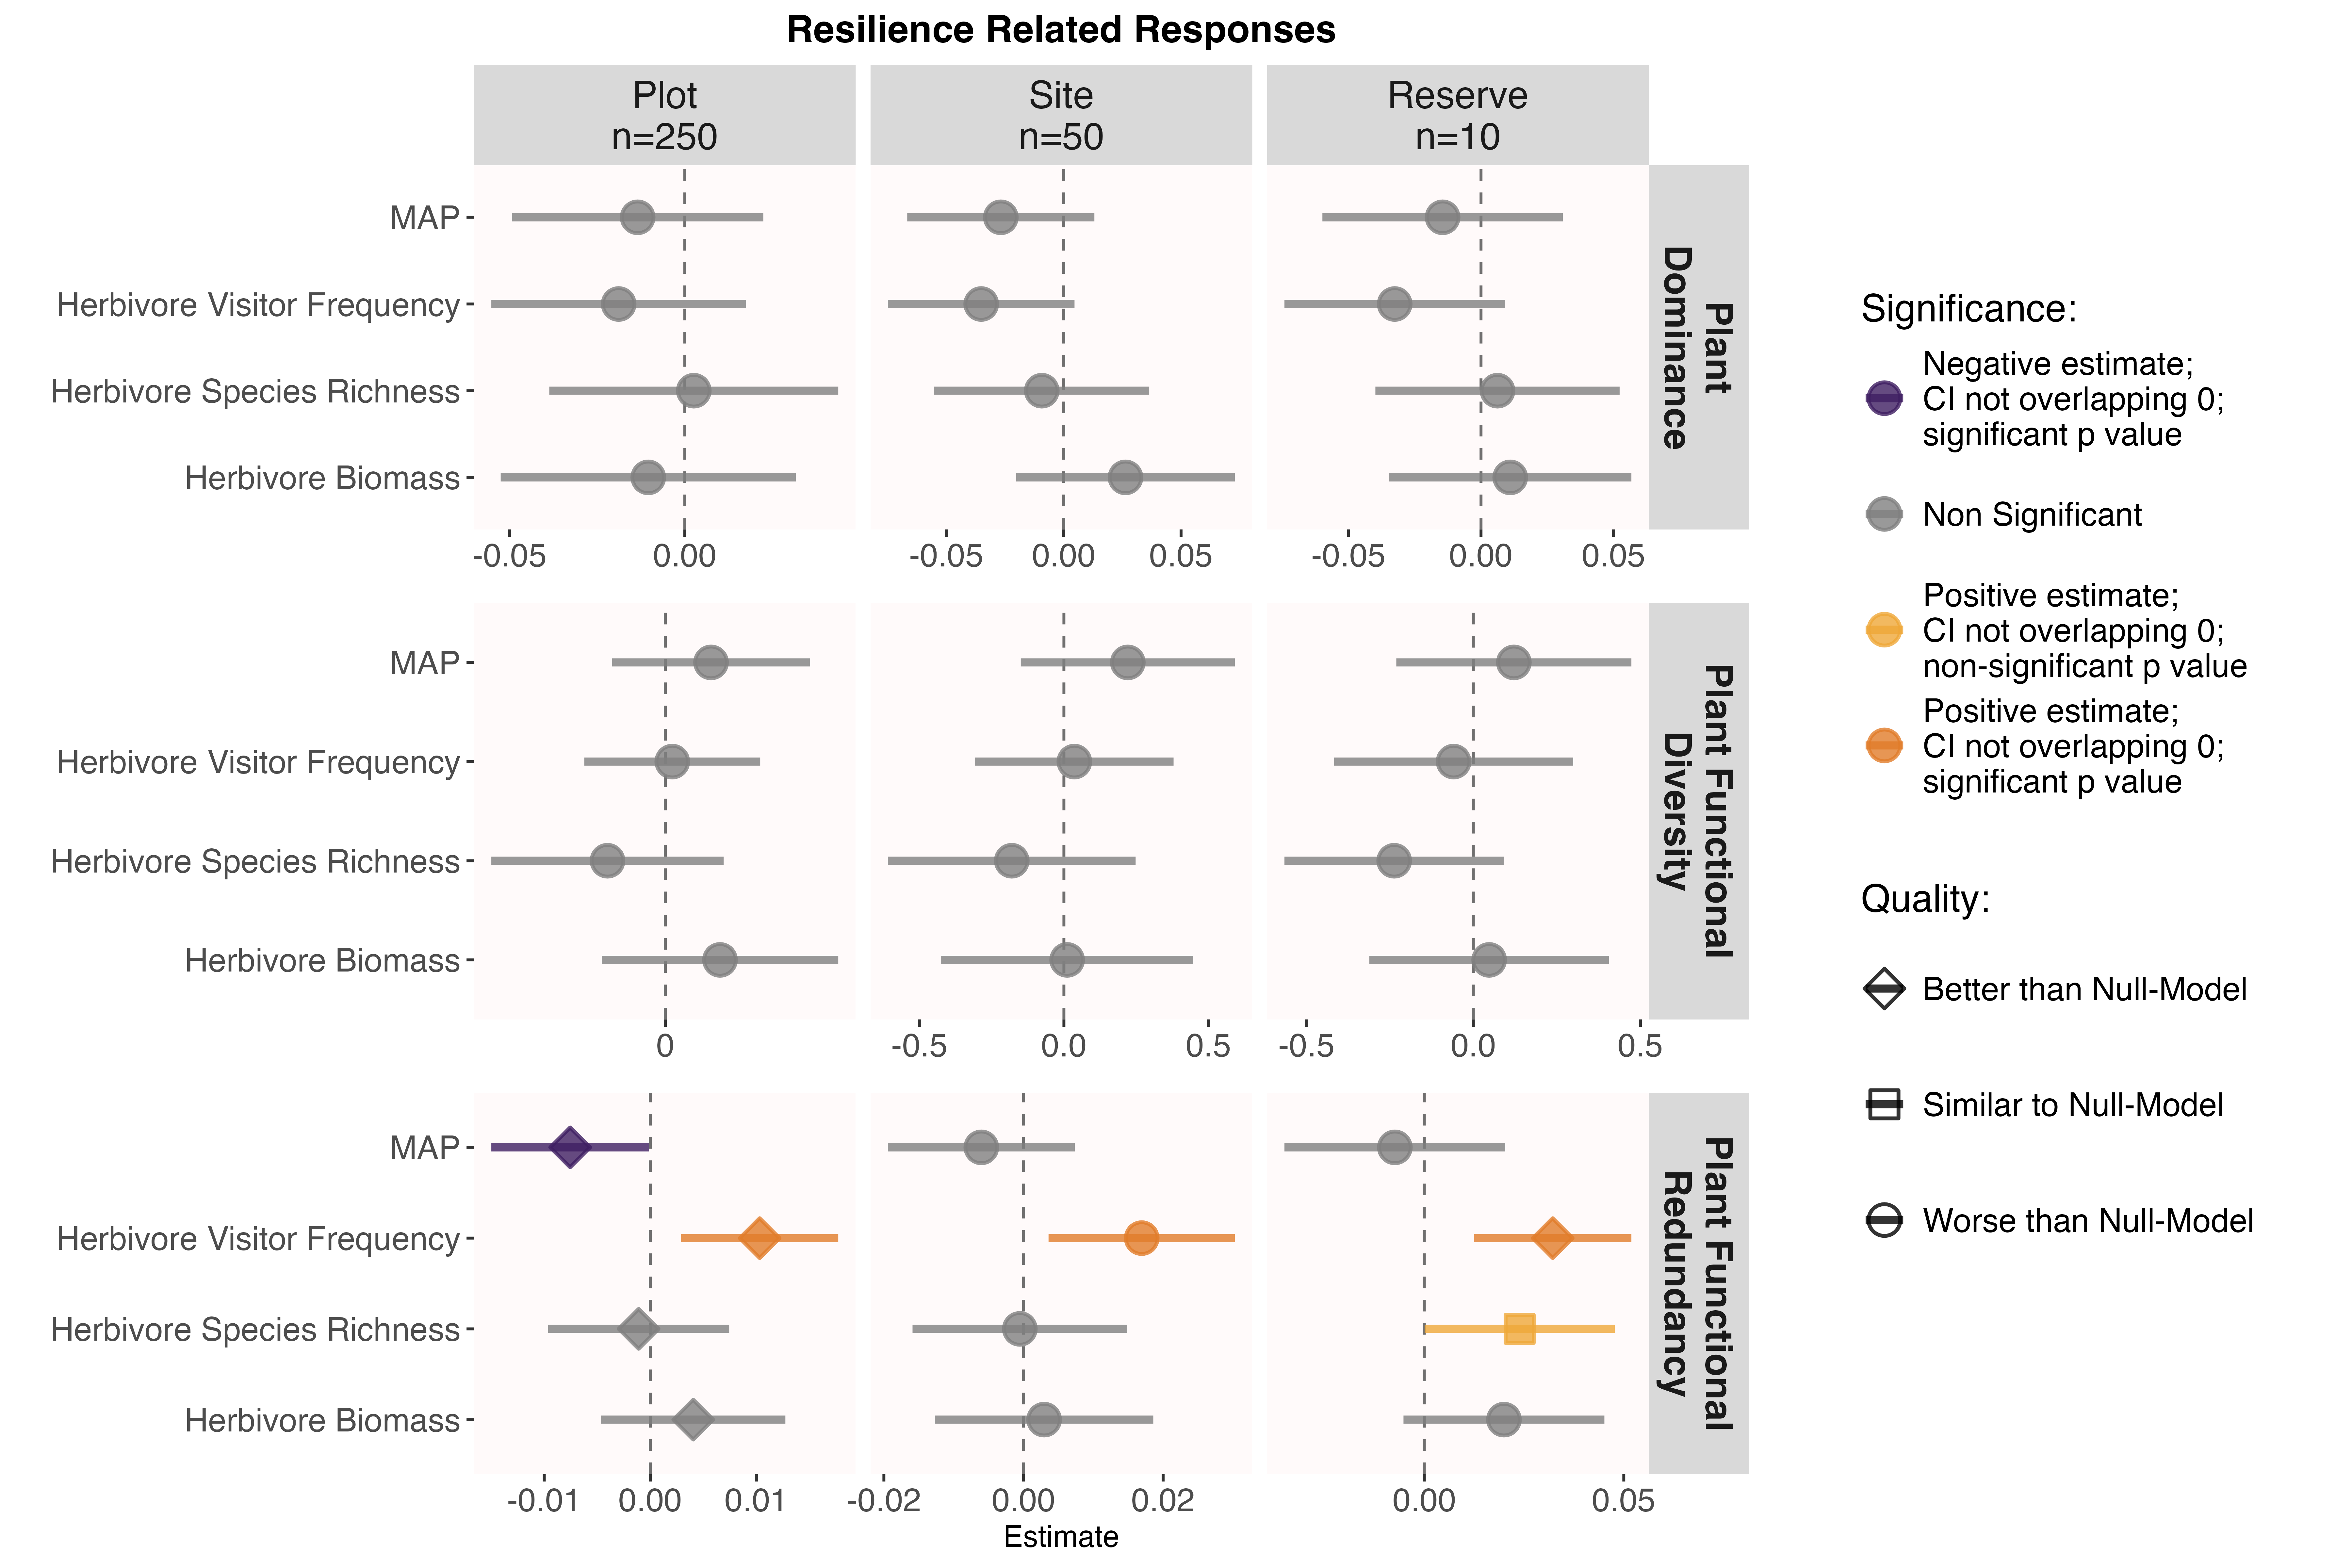 Resilience Related Responses
Plot
n=250
Site
n=50
Reserve
n=10
MAP
Herbivore Visitor Frequency
Herbivore Species Richness
Herbivore Biomass
Plant
Dominance
-0.05 0.00
-0.05 0.00 0.05
-0.05 0.00 0.05
MAP
Herbivore Visitor Frequency
Herbivore Species Richness
Herbivore Biomass
Plant Functional
Diversity
0
-0.5 0.0 0.5
-0.5 0.0 0.5
MAP
Herbivore Visitor Frequency
Herbivore Species Richness
Herbivore Biomass
Plant Functional
Redundancy
-0.01 0.00 0.01
-0.02 0.00 0.02
0.00 0.05
Estimate
Significance:
Negative estimate;
CI not overlapping 0;
significant p value
Non Significant
Positive estimate;
CI not overlapping 0;
non-significant p value
Positive estimate;
CI not overlapping 0;
significant p value
Quality:
Better than Null-Model
Similar to Null-Model
Worse than Null-Model